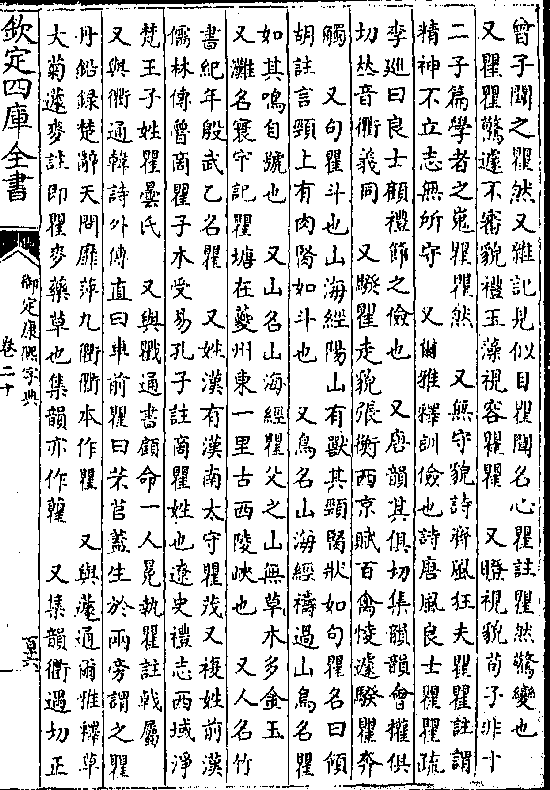 曾子聞之瞿然又雜記見似目瞿聞名心瞿註瞿然驚變也
又瞿瞿驚遽不審貌禮玉藻視容瞿瞿　又瞪視貌荀子非十
二子篇學者之嵬瞿瞿然　又無守貌詩齊風狂夫瞿瞿註謂
精神不立志無所守　又爾雅釋訓儉也詩唐風良士瞿瞿疏
李廵曰良士顧禮節之儉也　又唐韻其俱切集韻韻會權俱
切𠀤音衢義同　又騤瞿走貌張衡西京賦百禽㥄遽騤瞿奔
觸　又句瞿斗也山海經陽山有獸其頸䐁狀如句瞿名曰領
胡註言頸上有肉䐁如斗也　又鳥名山海經禱過山鳥名瞿
如其鳴自號也　又山名山海經瞿父之山無草木多金玉
又灘名寰宇記瞿塘在夔州東一里古西陵峽也　又人名竹
書紀年殷武乙名瞿　又姓漢有漢南太守瞿茂又複姓前漢
儒林傳魯商瞿子木受易孔子註商瞿姓也遼史禮志西域淨
梵王子姓瞿曇氏　又與戵通書顧命一人冕執瞿註戟屬
又與衢通韓詩外傳直曰車前瞿曰芣苢蓋生於兩旁謂之瞿
丹鉛録楚辭天問靡蓱九衢衢本作瞿　又與蘧通爾雅釋草
大菊蘧麥註即瞿麥藥草也集韻亦作䵶　又集韻衢遇切正
欽定四庫全書
御定康熙字典
卷二十